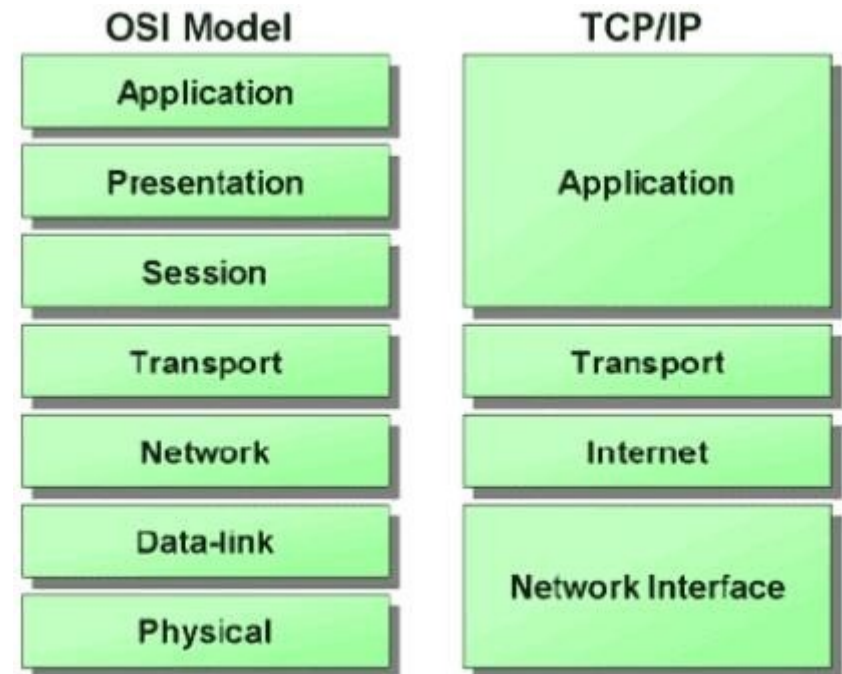 OSI Model
Application
Presentation
Session
Transport
Network
Data-link
Physical
TCP/IP
Application
Transport
Internet
Network Interface